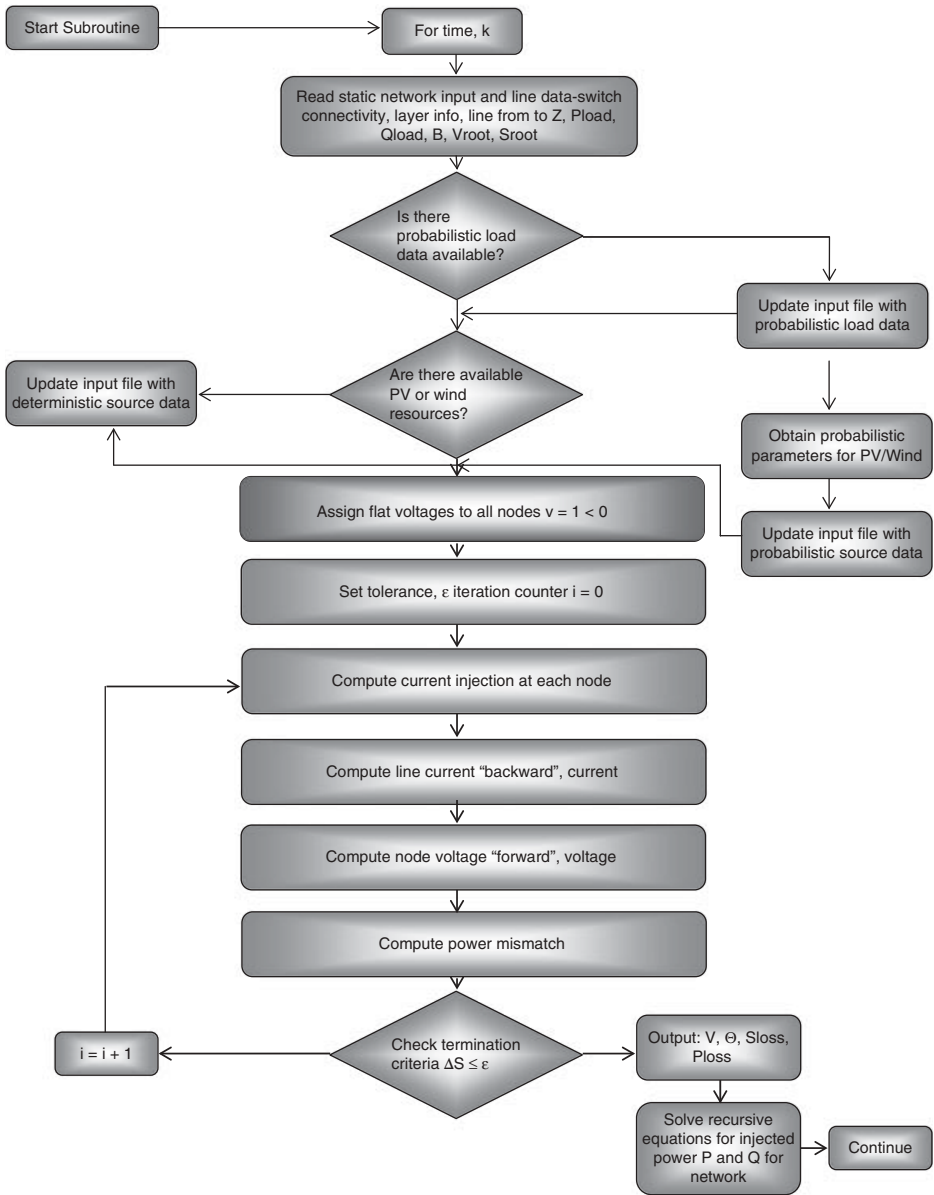 Start Subroutine
For time, k
Read static network input and line data-switch
connectivity, layer info, line from to Z, Pload,
Qload, B, Vroot, Sroot
Is there
probabilistic load
data available?
Update input file with
probabilistic load data
Are there available
PV or wind
resources?
Update input file with
deterministic source data
Obtain probabilistic
parameters for PV/Wind
Update input file with
probabilistic source data
Assign flat voltages to all nodes v = 1 < 0
Set tolerance, ε iteration counter i = 0
Compute current injection at each node
Compute line current “backward”, current
Compute node voltage “forward”, voltage
Compute power mismatch
Check termination
criteria ΔS ≤ ε
i = i + 1
Output: V, Θ, Sloss,
Ploss
Solve recursive
equations for injected
power P and Q for
network
Continue